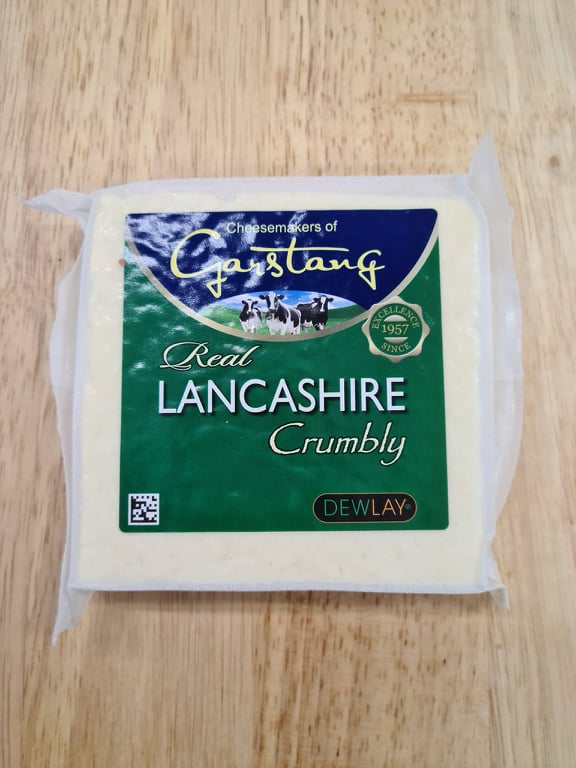 Cheesemakers of
Garstang
EXCELLENCE
1957
SINCE
Real
LANCASHIRE
Crumbly
DEWLAY®